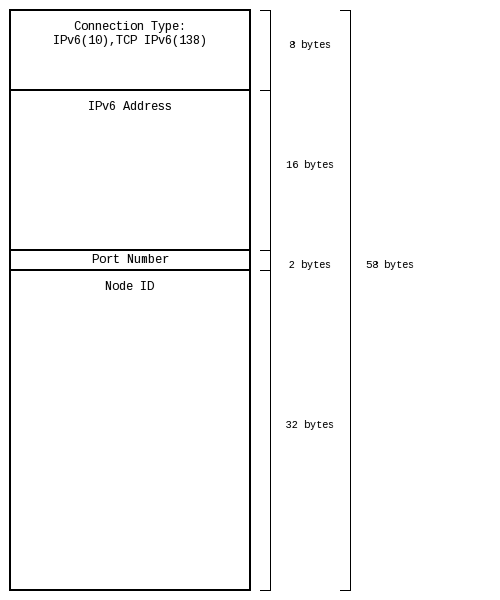 Connection Type:
IPv6(10),TCP IPv6(138)
8 bytes
IPv6 Address
16 bytes
Port Number
2 bytes
58 bytes
Node ID
32 bytes